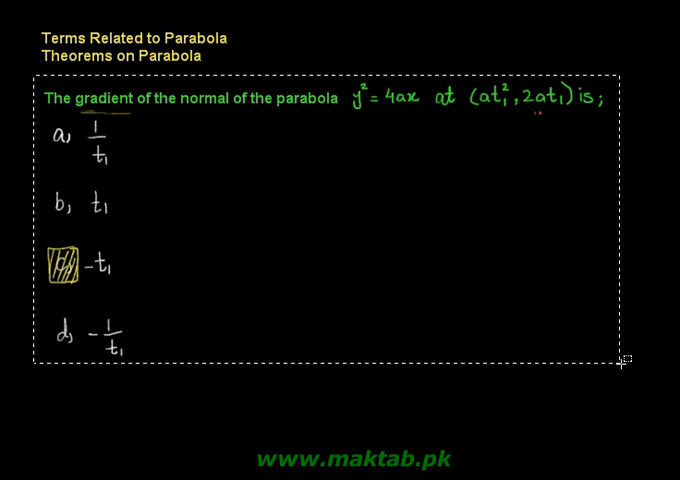 Terms Related to Parabola
Theorems on Parabola
The gradient of the normal of the parabola y² = 4ax at (at₁², 2at₁) is ;
a, 1/t₁
b, t₁
-t₁
d, -1/t₁
www.maktab.pk